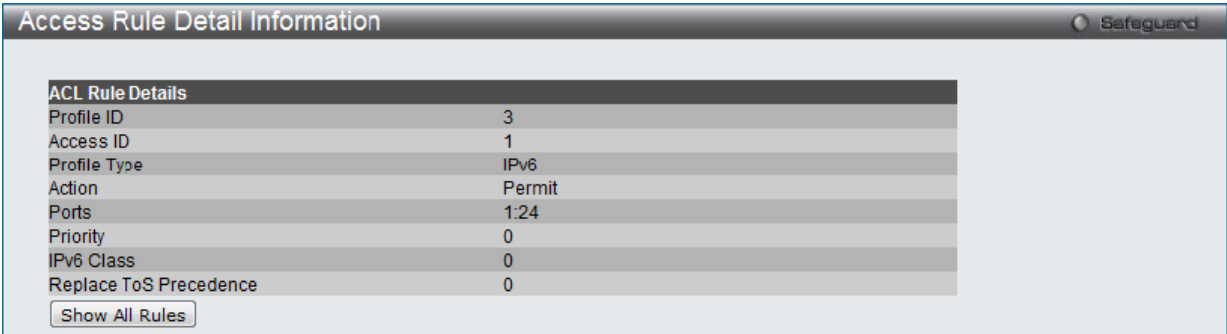 Access Rule Detail Information
Safeguard
ACL Rule Details
Profile ID 3
Access ID 1
Profile Type IPv6
Action Permit
Ports 1:24
Priority 0
IPv6 Class 0
Replace ToS Precedence 0
Show All Rules